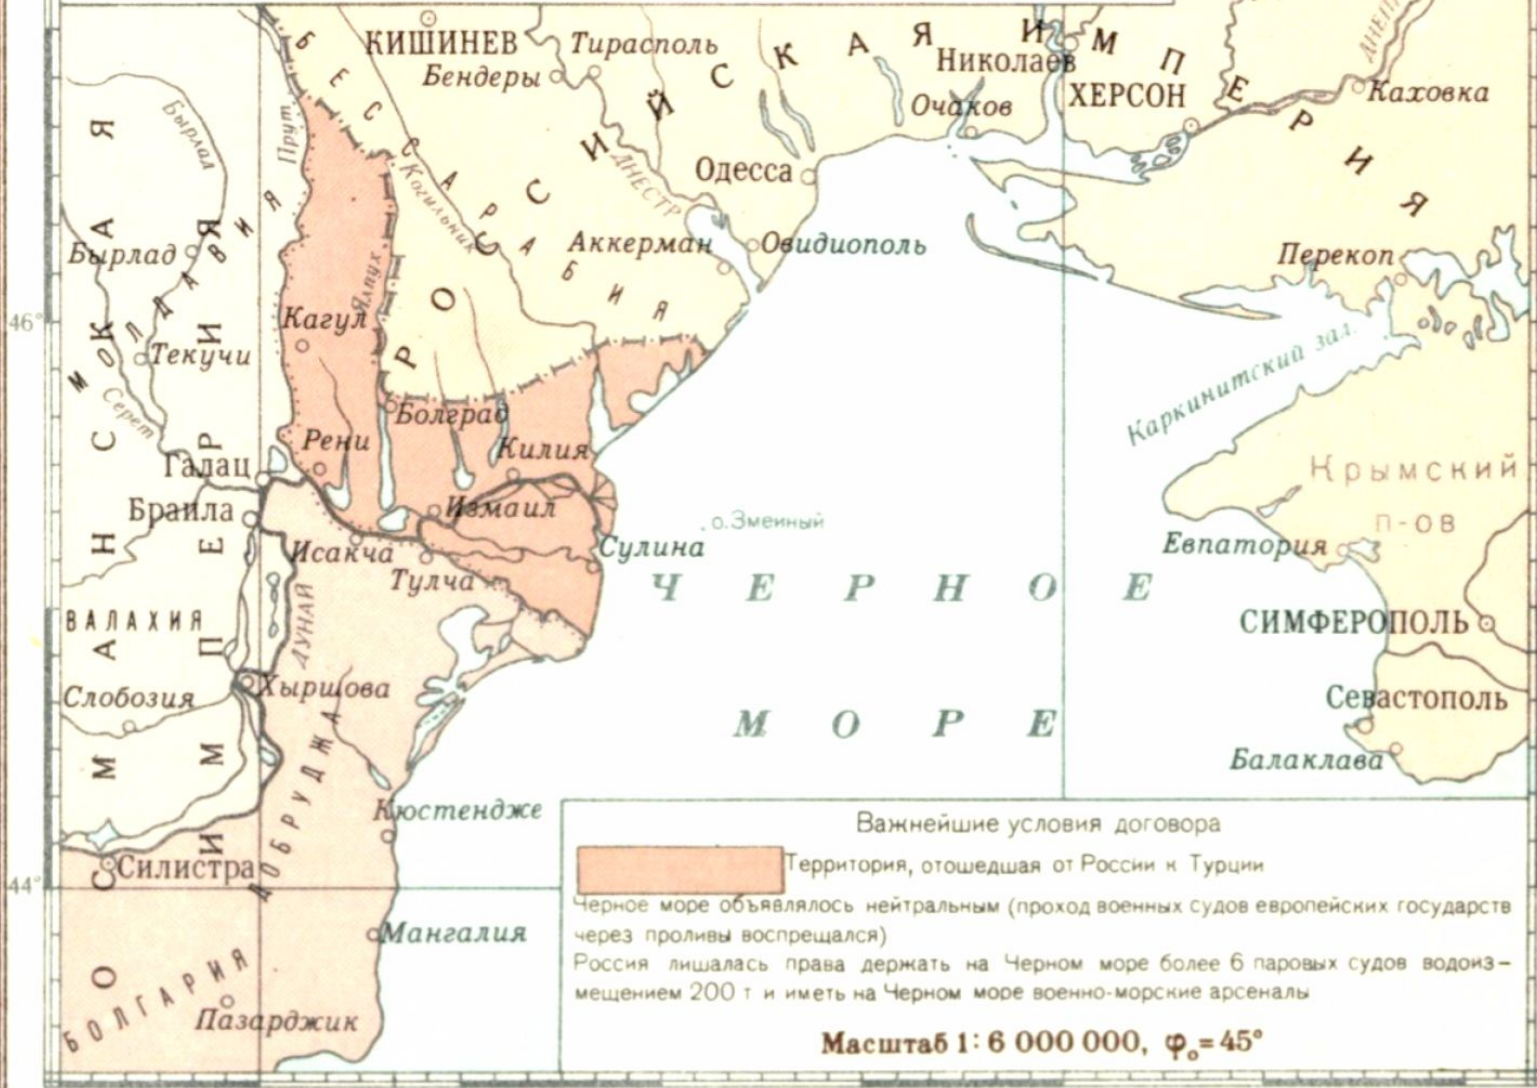 КИШИНЕВ
Тирасполь
Бендеры
Николаев
ХЕРСОН
Очаков
Каховка
ДНЕПР
РОССИЙСКАЯ ИМПЕРИЯ
БЕССАРАБИЯ
Прут
Бырлад
Когыльник
ДНЕСТР
Одесса
Аккерман
Овидиополь
Перекоп
Бырлад
МОЛДАВИЯ
Ялпух
46°
Кагул
Текучи
Серет
Каркинитский зал.
Болград
Рени
Килия
Галац
Крымский
п-ов
Браила
Измаил
о.Змеиный
Исакча
Сулина
Евпатория
Тулча
ЧЕРНОЕ
МОРЕ
ВАЛАХИЯ
ДУНАЙ
СИМФЕРОПОЛЬ
Хыршова
Слобозия
Севастополь
Балаклава
ДОБРУДЖА
Кюстендже
ОСМАНСКАЯ
ИМПЕРИЯ
Силистра
44°
Мангалия
БОЛГАРИЯ
Пазарджик
Важнейшие условия договора
Территория, отошедшая от России к Турции
Черное море объявлялось нейтральным (проход военных судов европейских государств
через проливы воспрещался)
Россия лишалась права держать на Черном море более 6 паровых судов водоиз-
мещением 200 т и иметь на Черном море военно-морские арсеналы
Масштаб 1: 6 000 000, φ₀= 45°